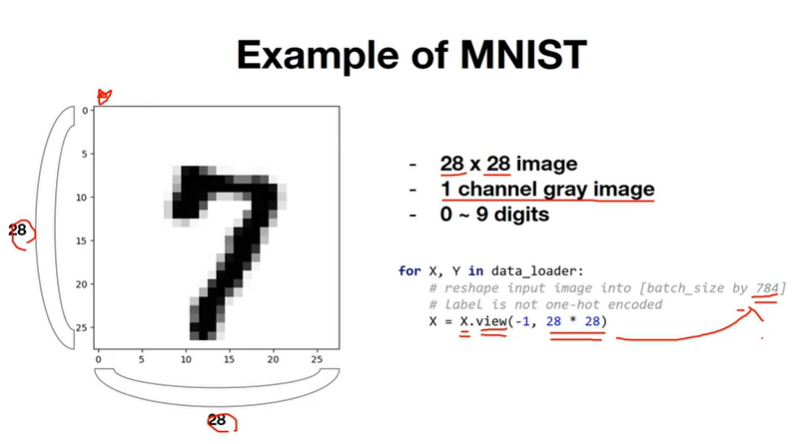 Example of MNIST
0
5
10
15
20
25
28
0 5 10 15 20 25
28
- 28 x 28 image
- 1 channel gray image
- 0 ~ 9 digits
for X, Y in data_loader:
# reshape input image into [batch_size by 784]
# label is not one-hot encoded
X = X.view(-1, 28 * 28)